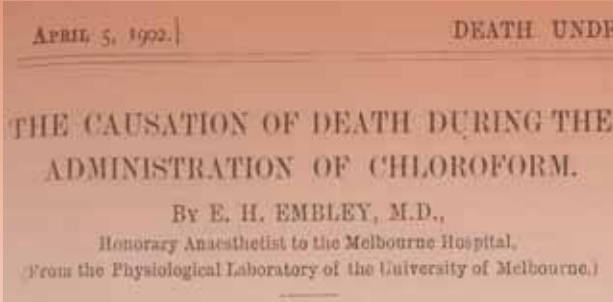 APRIL 5, 1902.] DEATH UNDE
THE CAUSATION OF DEATH DURING THE
ADMINISTRATION OF CHLOROFORM.
BY E. H. EMBLEY, M.D.,
Honorary Anaesthetist to the Melbourne Hospital,
(From the Physiological Laboratory of the University of Melbourne.)